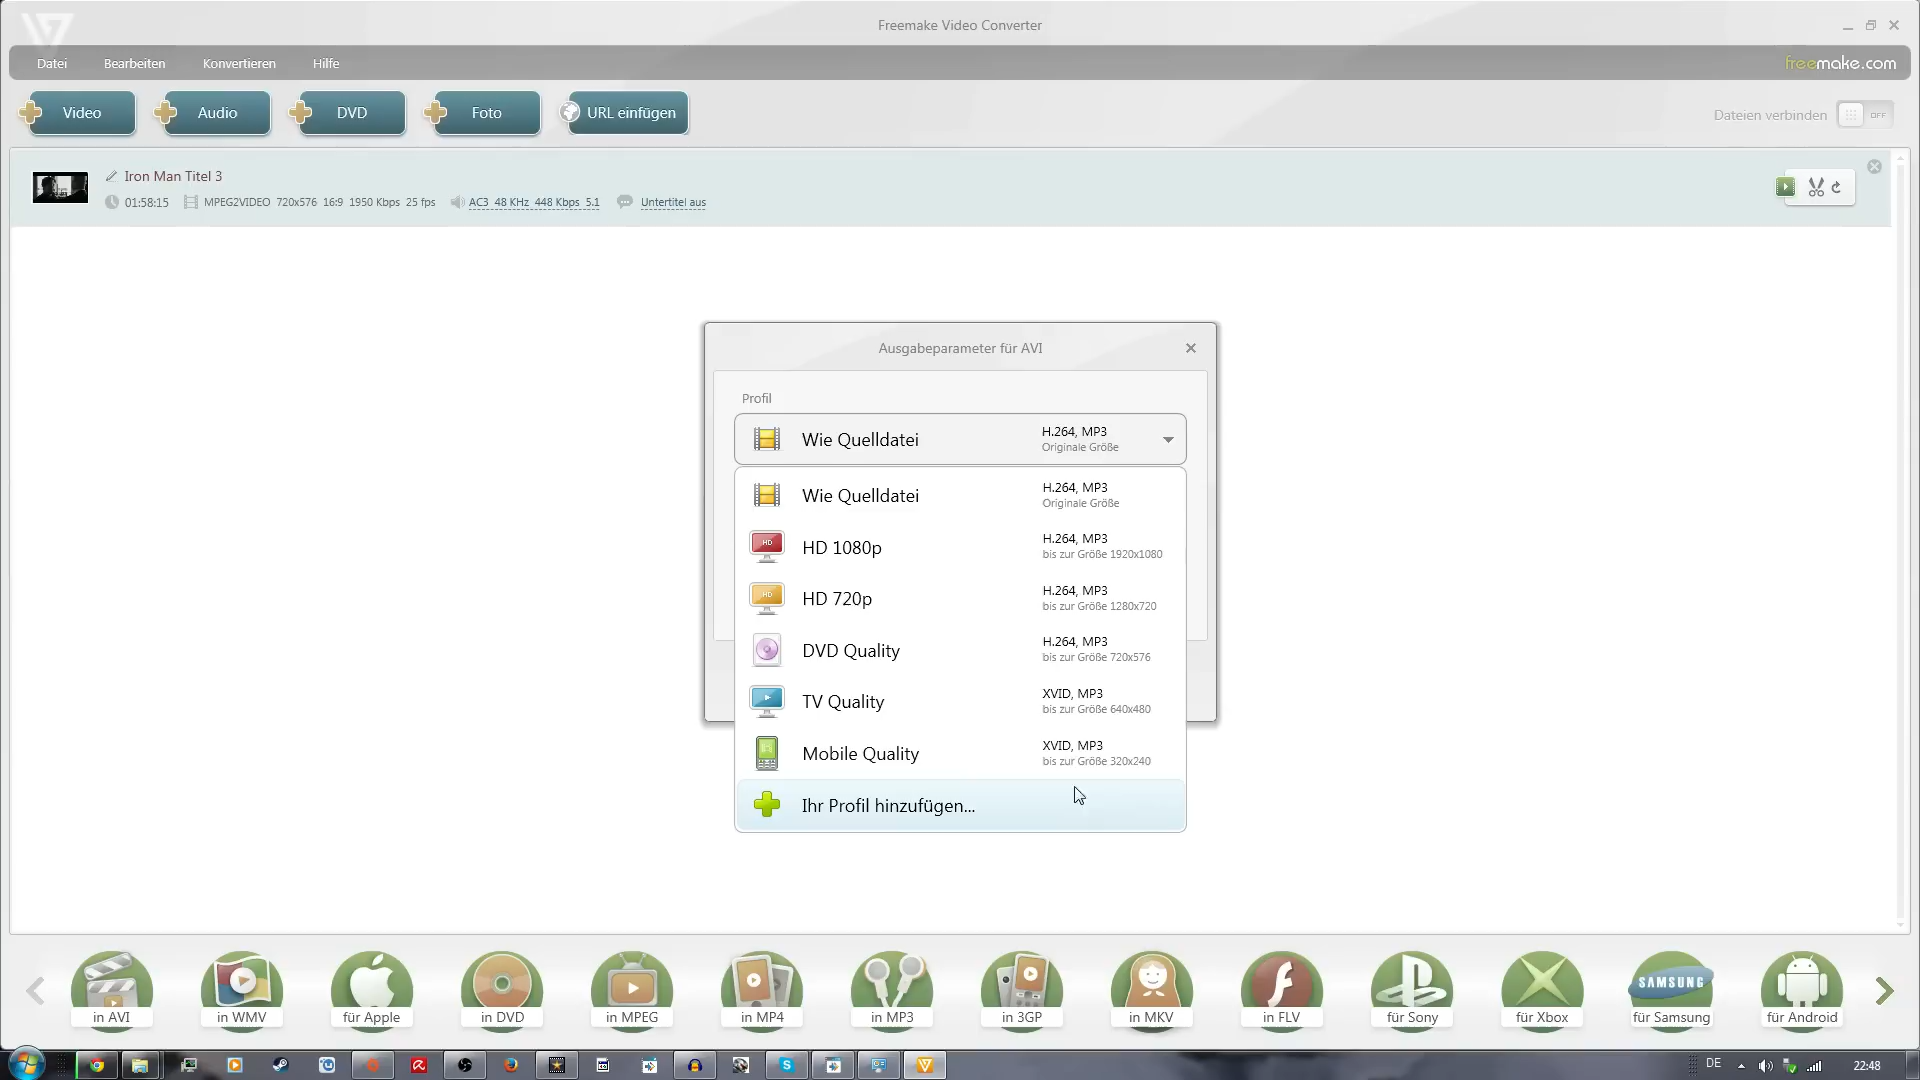 Freemake Video Converter
Datei Bearbeiten Konvertieren Hilfe
freemake.com
Video Audio DVD Foto URL einfügen
Dateien verbinden OFF
Iron Man Titel 3
01:58:15 MPEG2VIDEO 720x576 16:9 1950 Kbps 25 fps AC3 48 KHz 448 Kbps 5.1 Untertitel aus
Ausgabeparameter für AVI
Profil
Wie Quelldatei H.264, MP3
Originale Größe
Wie Quelldatei H.264, MP3
Originale Größe
HD HD 1080p H.264, MP3
bis zur Größe 1920x1080
HD HD 720p H.264, MP3
bis zur Größe 1280x720
DVD Quality H.264, MP3
bis zur Größe 720x576
TV Quality XVID, MP3
bis zur Größe 640x480
Mobile Quality XVID, MP3
bis zur Größe 320x240
Ihr Profil hinzufügen...
SAMSUNG
in AVI in WMV für Apple in DVD in MPEG in MP4 in MP3 in 3GP in MKV in FLV für Sony für Xbox für Samsung für Android
DE 22:48